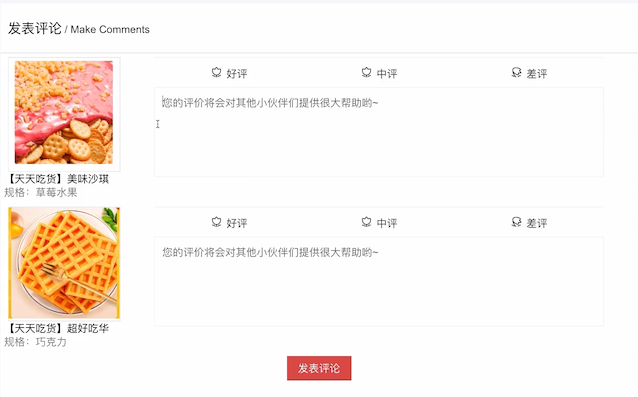 发表评论 / Make Comments
好评 中评 差评
您的评价将会对其他小伙伴们提供很大帮助哟~
【天天吃货】美味沙琪
规格：草莓水果
好评 中评 差评
您的评价将会对其他小伙伴们提供很大帮助哟~
【天天吃货】超好吃华
规格：巧克力
发表评论